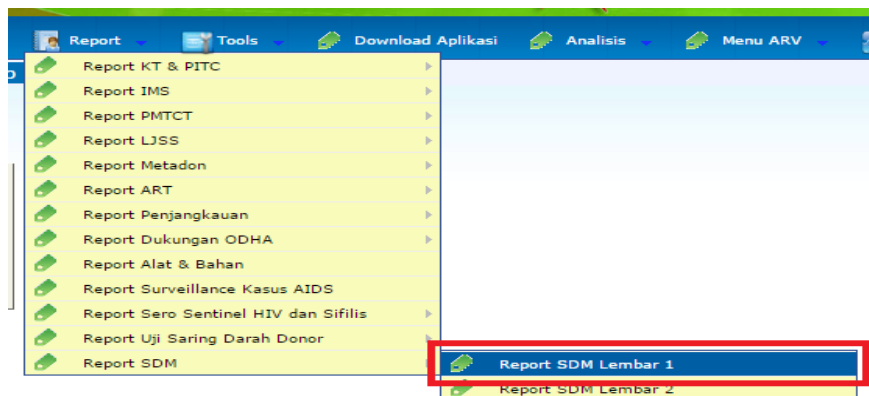 Report Tools Download Aplikasi Analisis Menu ARV
Report KT & PITC
Report IMS
Report PMTCT
Report LJSS
Report Metadon
Report ART
Report Penjangkauan
Report Dukungan ODHA
Report Alat & Bahan
Report Surveillance Kasus AIDS
Report Sero Sentinel HIV dan Sifilis
Report Uji Saring Darah Donor
Report SDM
Report SDM Lembar 1
Report SDM Lembar 2